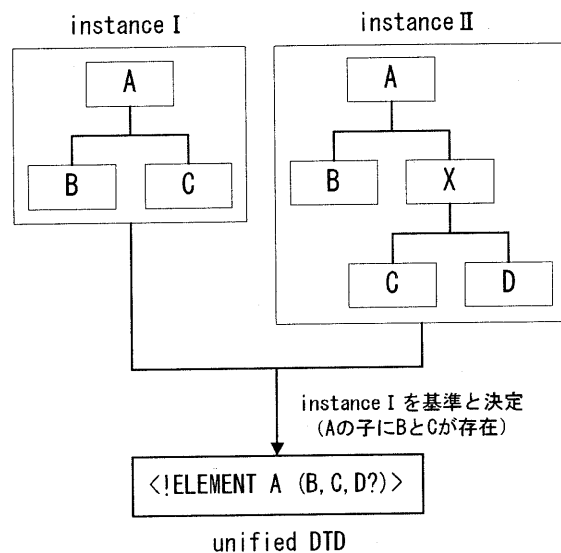 instance Ⅰ
instance Ⅱ
A
A
B
C
B
X
C
D
instance Ⅰ を基準と決定
(Aの子にBとCが存在)
<!ELEMENT A (B,C,D?)>
unified DTD